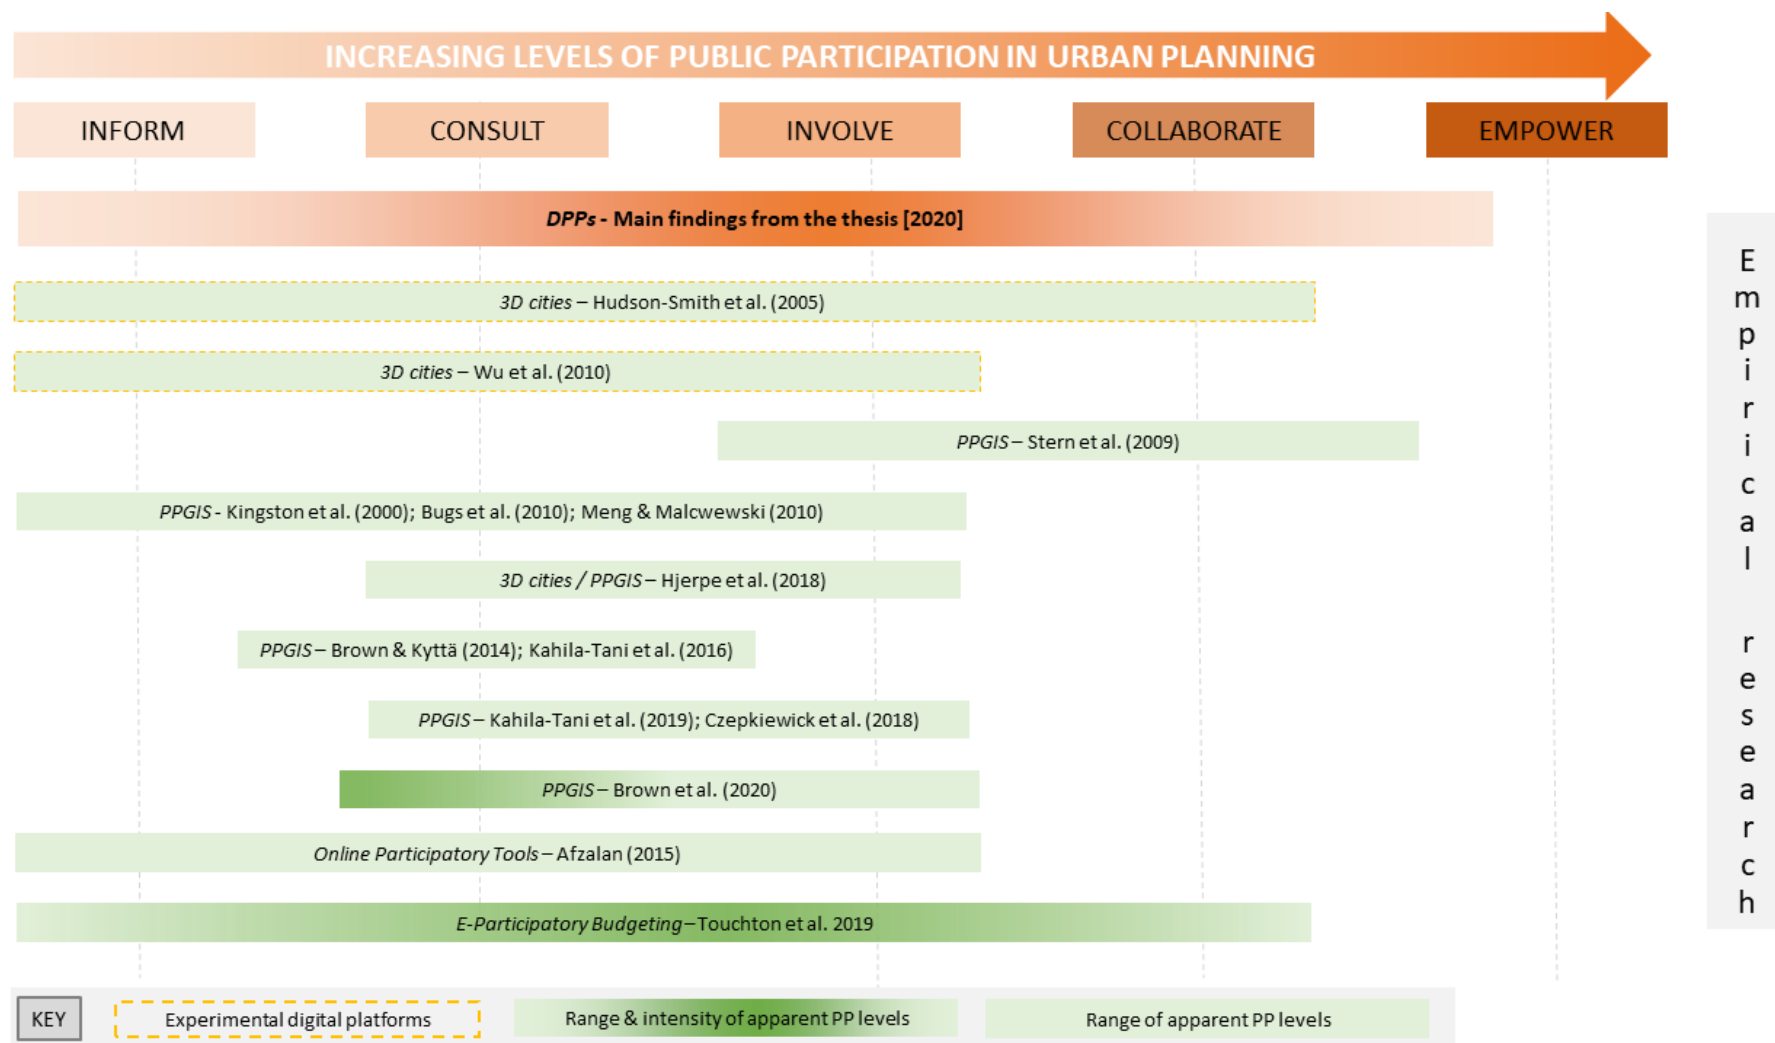 INCREASING LEVELS OF PUBLIC PARTICIPATION IN URBAN PLANNING
INFORM
CONSULT
INVOLVE
COLLABORATE
EMPOWER
DPPs - Main findings from the thesis [2020]
3D cities – Hudson-Smith et al. (2005)
3D cities – Wu et al. (2010)
PPGIS – Stern et al. (2009)
PPGIS - Kingston et al. (2000); Bugs et al. (2010); Meng & Malcwewski (2010)
3D cities / PPGIS – Hjerpe et al. (2018)
PPGIS – Brown & Kyttä (2014); Kahila-Tani et al. (2016)
PPGIS – Kahila-Tani et al. (2019); Czepkiewick et al. (2018)
PPGIS – Brown et al. (2020)
Online Participatory Tools – Afzalan (2015)
E-Participatory Budgeting – Touchton et al. 2019
Empirical research
KEY
Experimental digital platforms
Range & intensity of apparent PP levels
Range of apparent PP levels